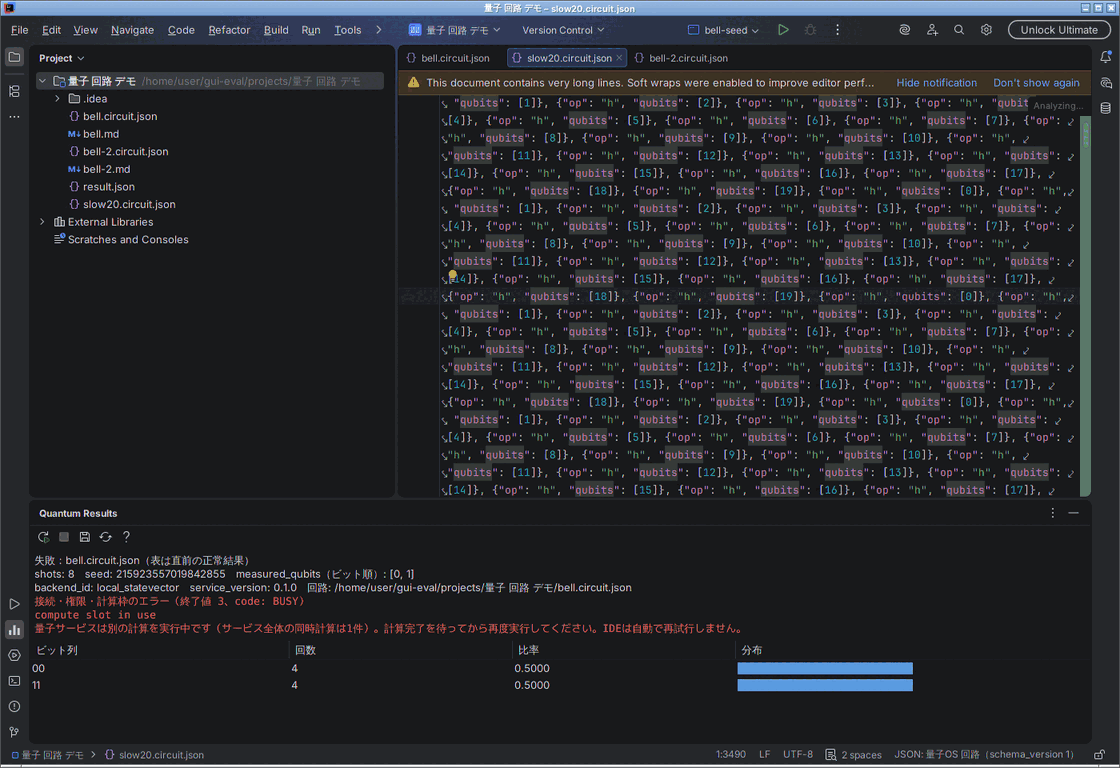 量子 回路 デモ – slow20.circuit.json
File Edit View Navigate Code Refactor Build Run Tools 量子 回路 デモ Version Control bell-seed Unlock Ultimate
Project
bell.circuit.json slow20.circuit.json bell-2.circuit.json
量子 回路 デモ /home/user/gui-eval/projects/量子 回路 デモ
This document contains very long lines. Soft wraps were enabled to improve editor perf... Hide notification Don't show again
.idea
bell.circuit.json
bell.md
bell-2.circuit.json
bell-2.md
result.json
slow20.circuit.json
External Libraries
Scratches and Consoles
Analyzing...
"qubits": [1]}, {"op": "h", "qubits": [2]}, {"op": "h", "qubits": [3]}, {"op": "h", "qubit
[4]}, {"op": "h", "qubits": [5]}, {"op": "h", "qubits": [6]}, {"op": "h", "qubits": [7]}, {"op":
"h", "qubits": [8]}, {"op": "h", "qubits": [9]}, {"op": "h", "qubits": [10]}, {"op": "h",
"qubits": [11]}, {"op": "h", "qubits": [12]}, {"op": "h", "qubits": [13]}, {"op": "h", "qubits":
[14]}, {"op": "h", "qubits": [15]}, {"op": "h", "qubits": [16]}, {"op": "h", "qubits": [17]},
{"op": "h", "qubits": [18]}, {"op": "h", "qubits": [19]}, {"op": "h", "qubits": [0]}, {"op": "h",
"qubits": [1]}, {"op": "h", "qubits": [2]}, {"op": "h", "qubits": [3]}, {"op": "h", "qubits":
[4]}, {"op": "h", "qubits": [5]}, {"op": "h", "qubits": [6]}, {"op": "h", "qubits": [7]}, {"op":
"h", "qubits": [8]}, {"op": "h", "qubits": [9]}, {"op": "h", "qubits": [10]}, {"op": "h",
"qubits": [11]}, {"op": "h", "qubits": [12]}, {"op": "h", "qubits": [13]}, {"op": "h", "qubits":
[14]}, {"op": "h", "qubits": [15]}, {"op": "h", "qubits": [16]}, {"op": "h", "qubits": [17]},
{"op": "h", "qubits": [18]}, {"op": "h", "qubits": [19]}, {"op": "h", "qubits": [0]}, {"op": "h",
"qubits": [1]}, {"op": "h", "qubits": [2]}, {"op": "h", "qubits": [3]}, {"op": "h", "qubits":
[4]}, {"op": "h", "qubits": [5]}, {"op": "h", "qubits": [6]}, {"op": "h", "qubits": [7]}, {"op":
"h", "qubits": [8]}, {"op": "h", "qubits": [9]}, {"op": "h", "qubits": [10]}, {"op": "h",
"qubits": [11]}, {"op": "h", "qubits": [12]}, {"op": "h", "qubits": [13]}, {"op": "h", "qubits":
[14]}, {"op": "h", "qubits": [15]}, {"op": "h", "qubits": [16]}, {"op": "h", "qubits": [17]},
{"op": "h", "qubits": [18]}, {"op": "h", "qubits": [19]}, {"op": "h", "qubits": [0]}, {"op": "h",
"qubits": [1]}, {"op": "h", "qubits": [2]}, {"op": "h", "qubits": [3]}, {"op": "h", "qubits":
[4]}, {"op": "h", "qubits": [5]}, {"op": "h", "qubits": [6]}, {"op": "h", "qubits": [7]}, {"op":
"h", "qubits": [8]}, {"op": "h", "qubits": [9]}, {"op": "h", "qubits": [10]}, {"op": "h",
"qubits": [11]}, {"op": "h", "qubits": [12]}, {"op": "h", "qubits": [13]}, {"op": "h", "qubits":
[14]}, {"op": "h", "qubits": [15]}, {"op": "h", "qubits": [16]}, {"op": "h", "qubits": [17]},
Quantum Results
失敗：bell.circuit.json（表は直前の正常結果）
shots: 8 seed: 215923557019842855 measured_qubits（ビット順）: [0, 1]
backend_id: local_statevector service_version: 0.1.0 回路: /home/user/gui-eval/projects/量子 回路 デモ/bell.circuit.json
接続・権限・計算枠のエラー（終了値 3、code: BUSY）
compute slot in use
量子サービスは別の計算を実行中です（サービス全体の同時計算は1件）。計算完了を待ってから再度実行してください。IDEは自動で再試行しません。
ビット列 回数 比率 分布
00 4 0.5000
11 4 0.5000
量子 回路 デモ slow20.circuit.json 1:3490 LF UTF-8 2 spaces JSON: 量子OS 回路（schema_version 1）